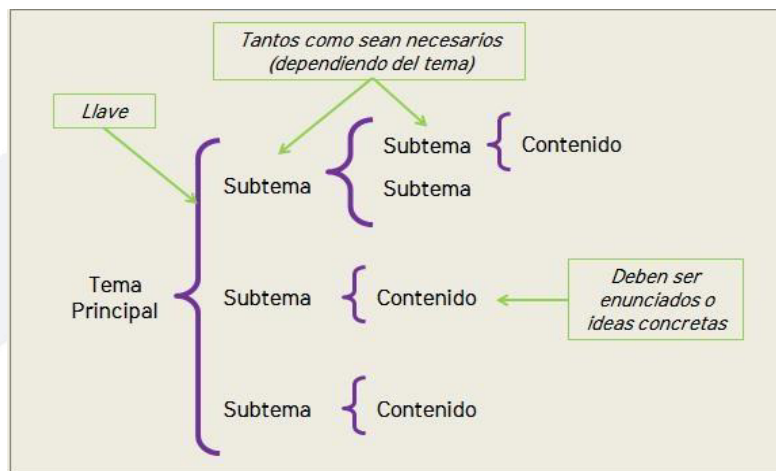 Tantos como sean necesarios
(dependiendo del tema)
Llave
Subtema
Contenido
Subtema
Subtema
Tema
Principal
Subtema
Contenido
Deben ser
enunciados o
ideas concretas
Subtema
Contenido